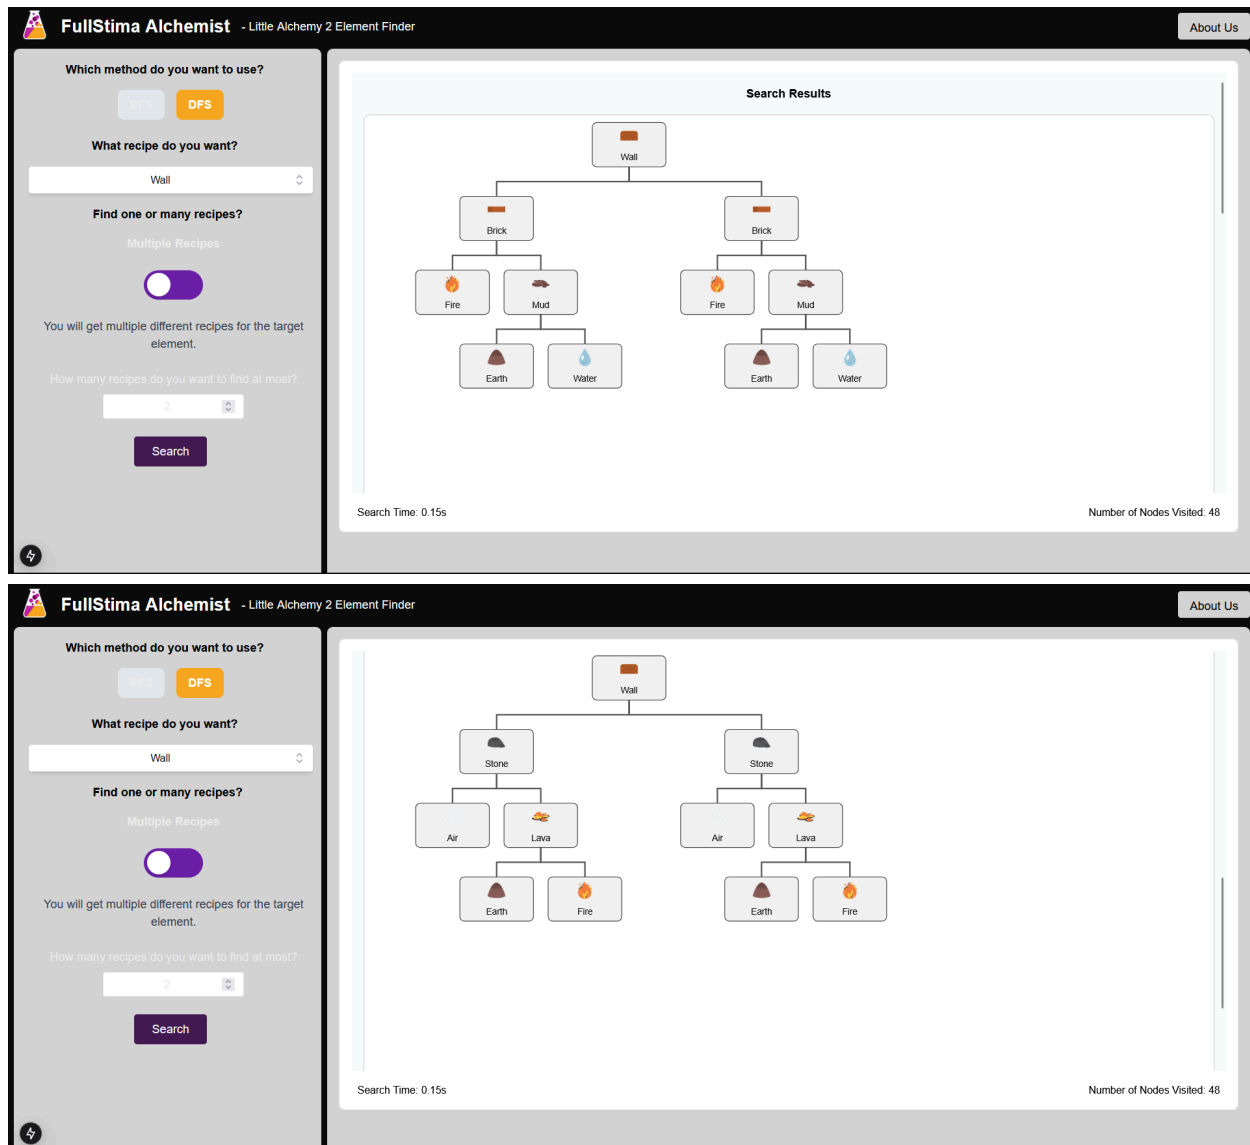 FullStima Alchemist - Little Alchemy 2 Element Finder
About Us
Which method do you want to use?
BFS
DFS
What recipe do you want?
Wall
Find one or many recipes?
Multiple Recipes
You will get multiple different recipes for the target
element.
How many recipes do you want to find at most?
2
Search
Search Results
Wall
Brick
Brick
Fire
Mud
Fire
Mud
Earth
Water
Earth
Water
Search Time: 0.15s
Number of Nodes Visited: 48
FullStima Alchemist - Little Alchemy 2 Element Finder
About Us
Which method do you want to use?
BFS
DFS
What recipe do you want?
Wall
Find one or many recipes?
Multiple Recipes
You will get multiple different recipes for the target
element.
How many recipes do you want to find at most?
2
Search
Wall
Stone
Stone
Air
Lava
Air
Lava
Earth
Fire
Earth
Fire
Search Time: 0.15s
Number of Nodes Visited: 48